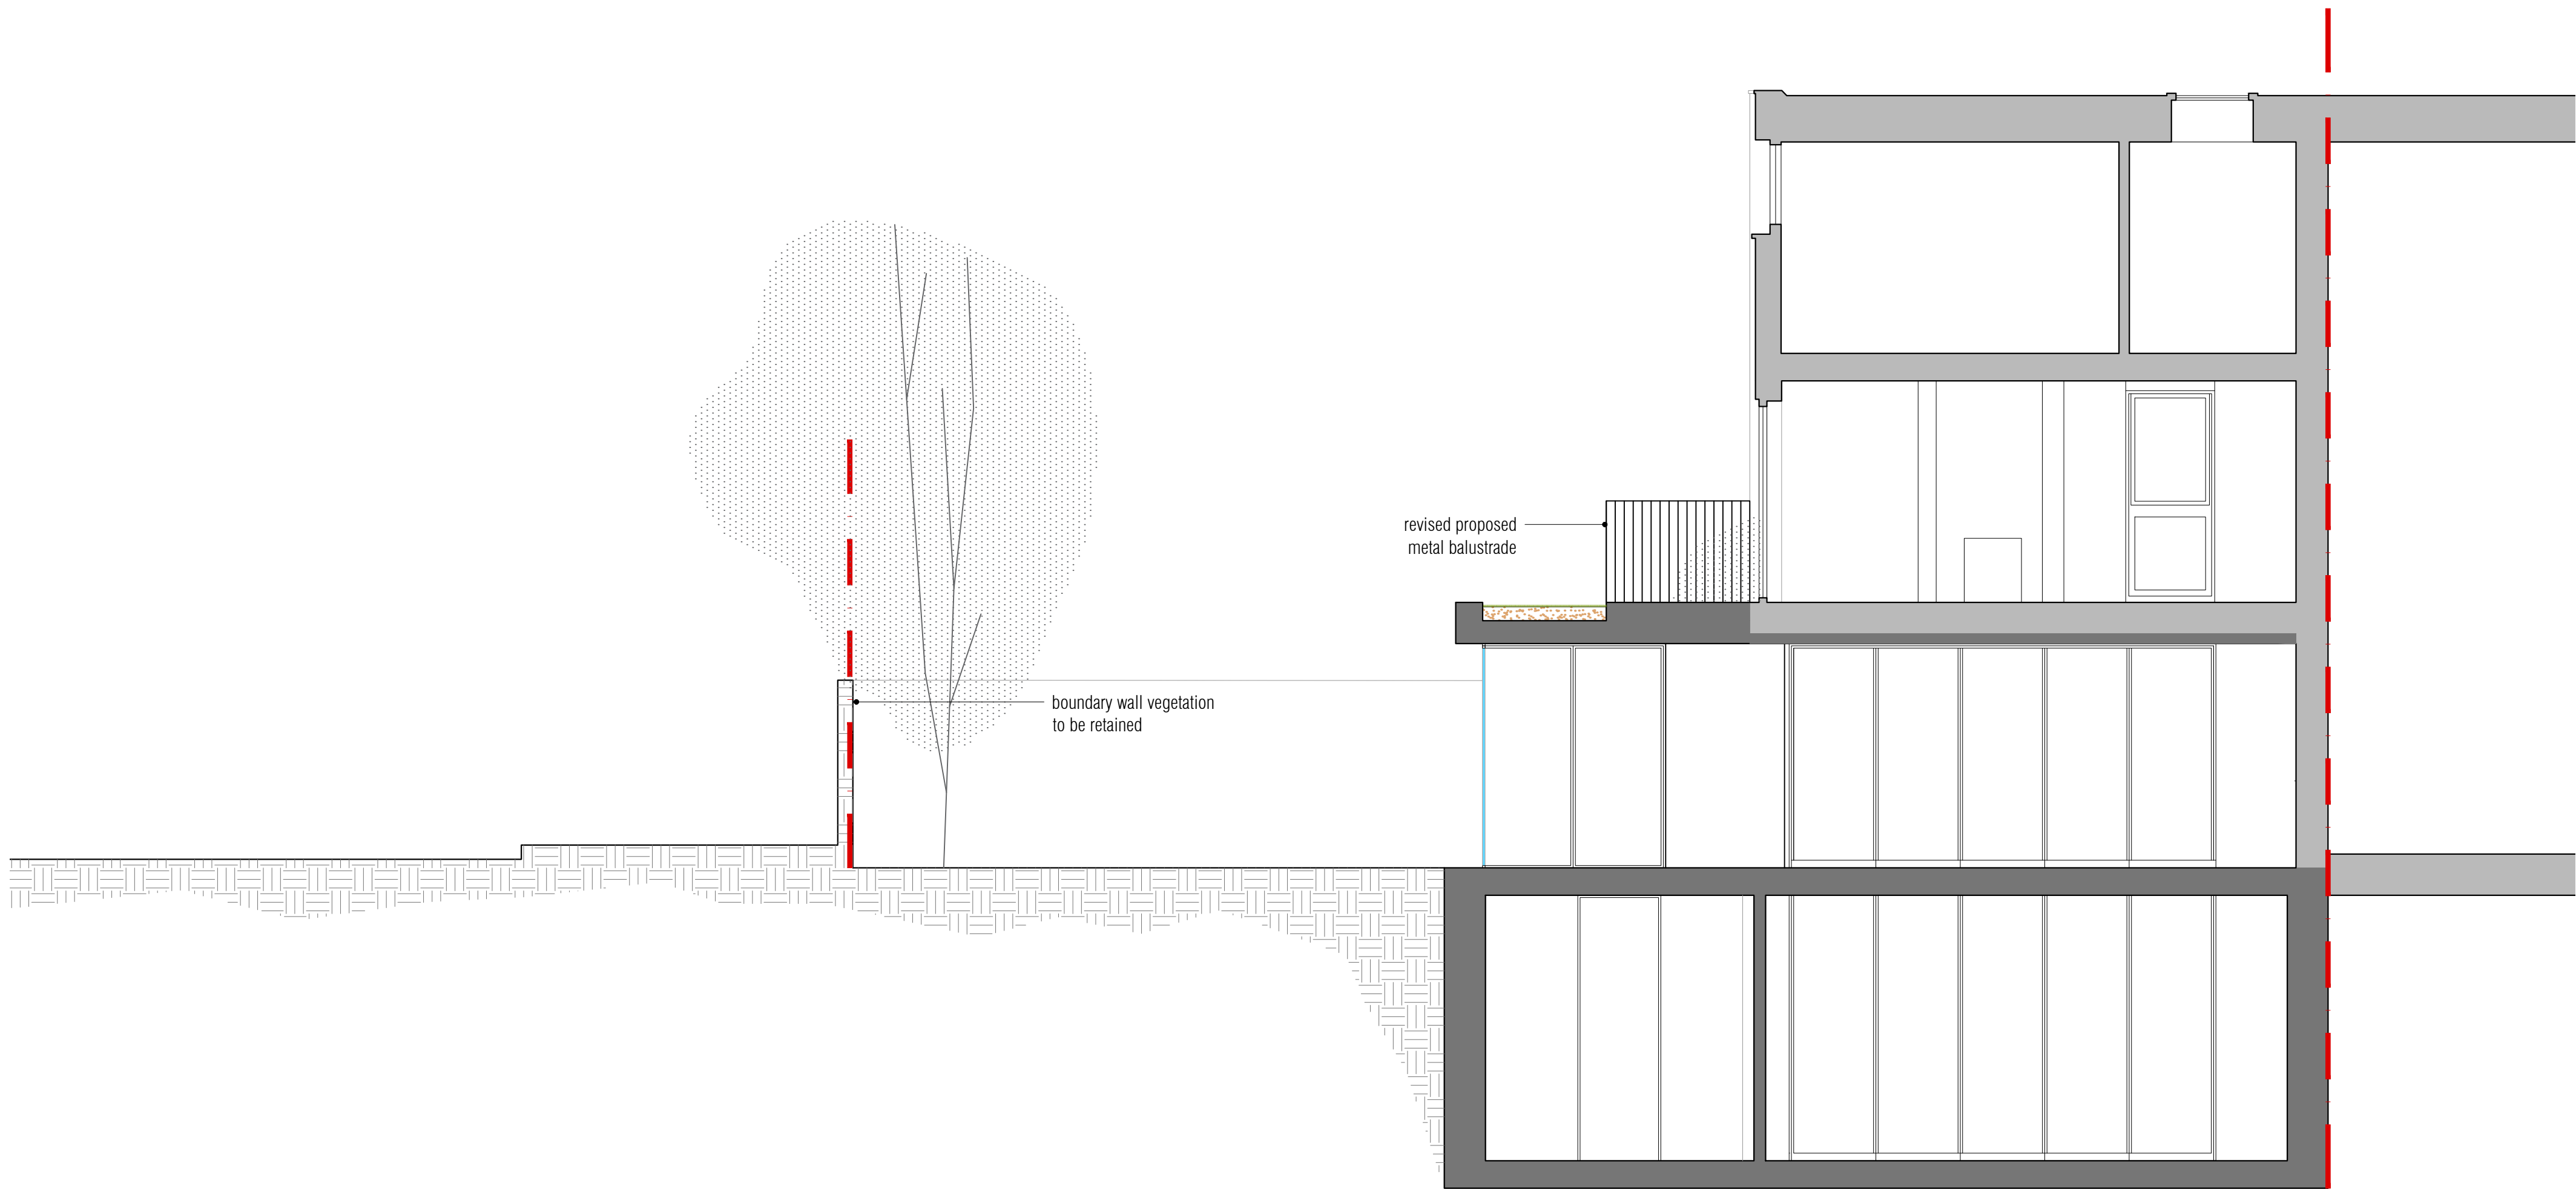 revised proposed
metal balustrade
boundary wall vegetation
to be retained